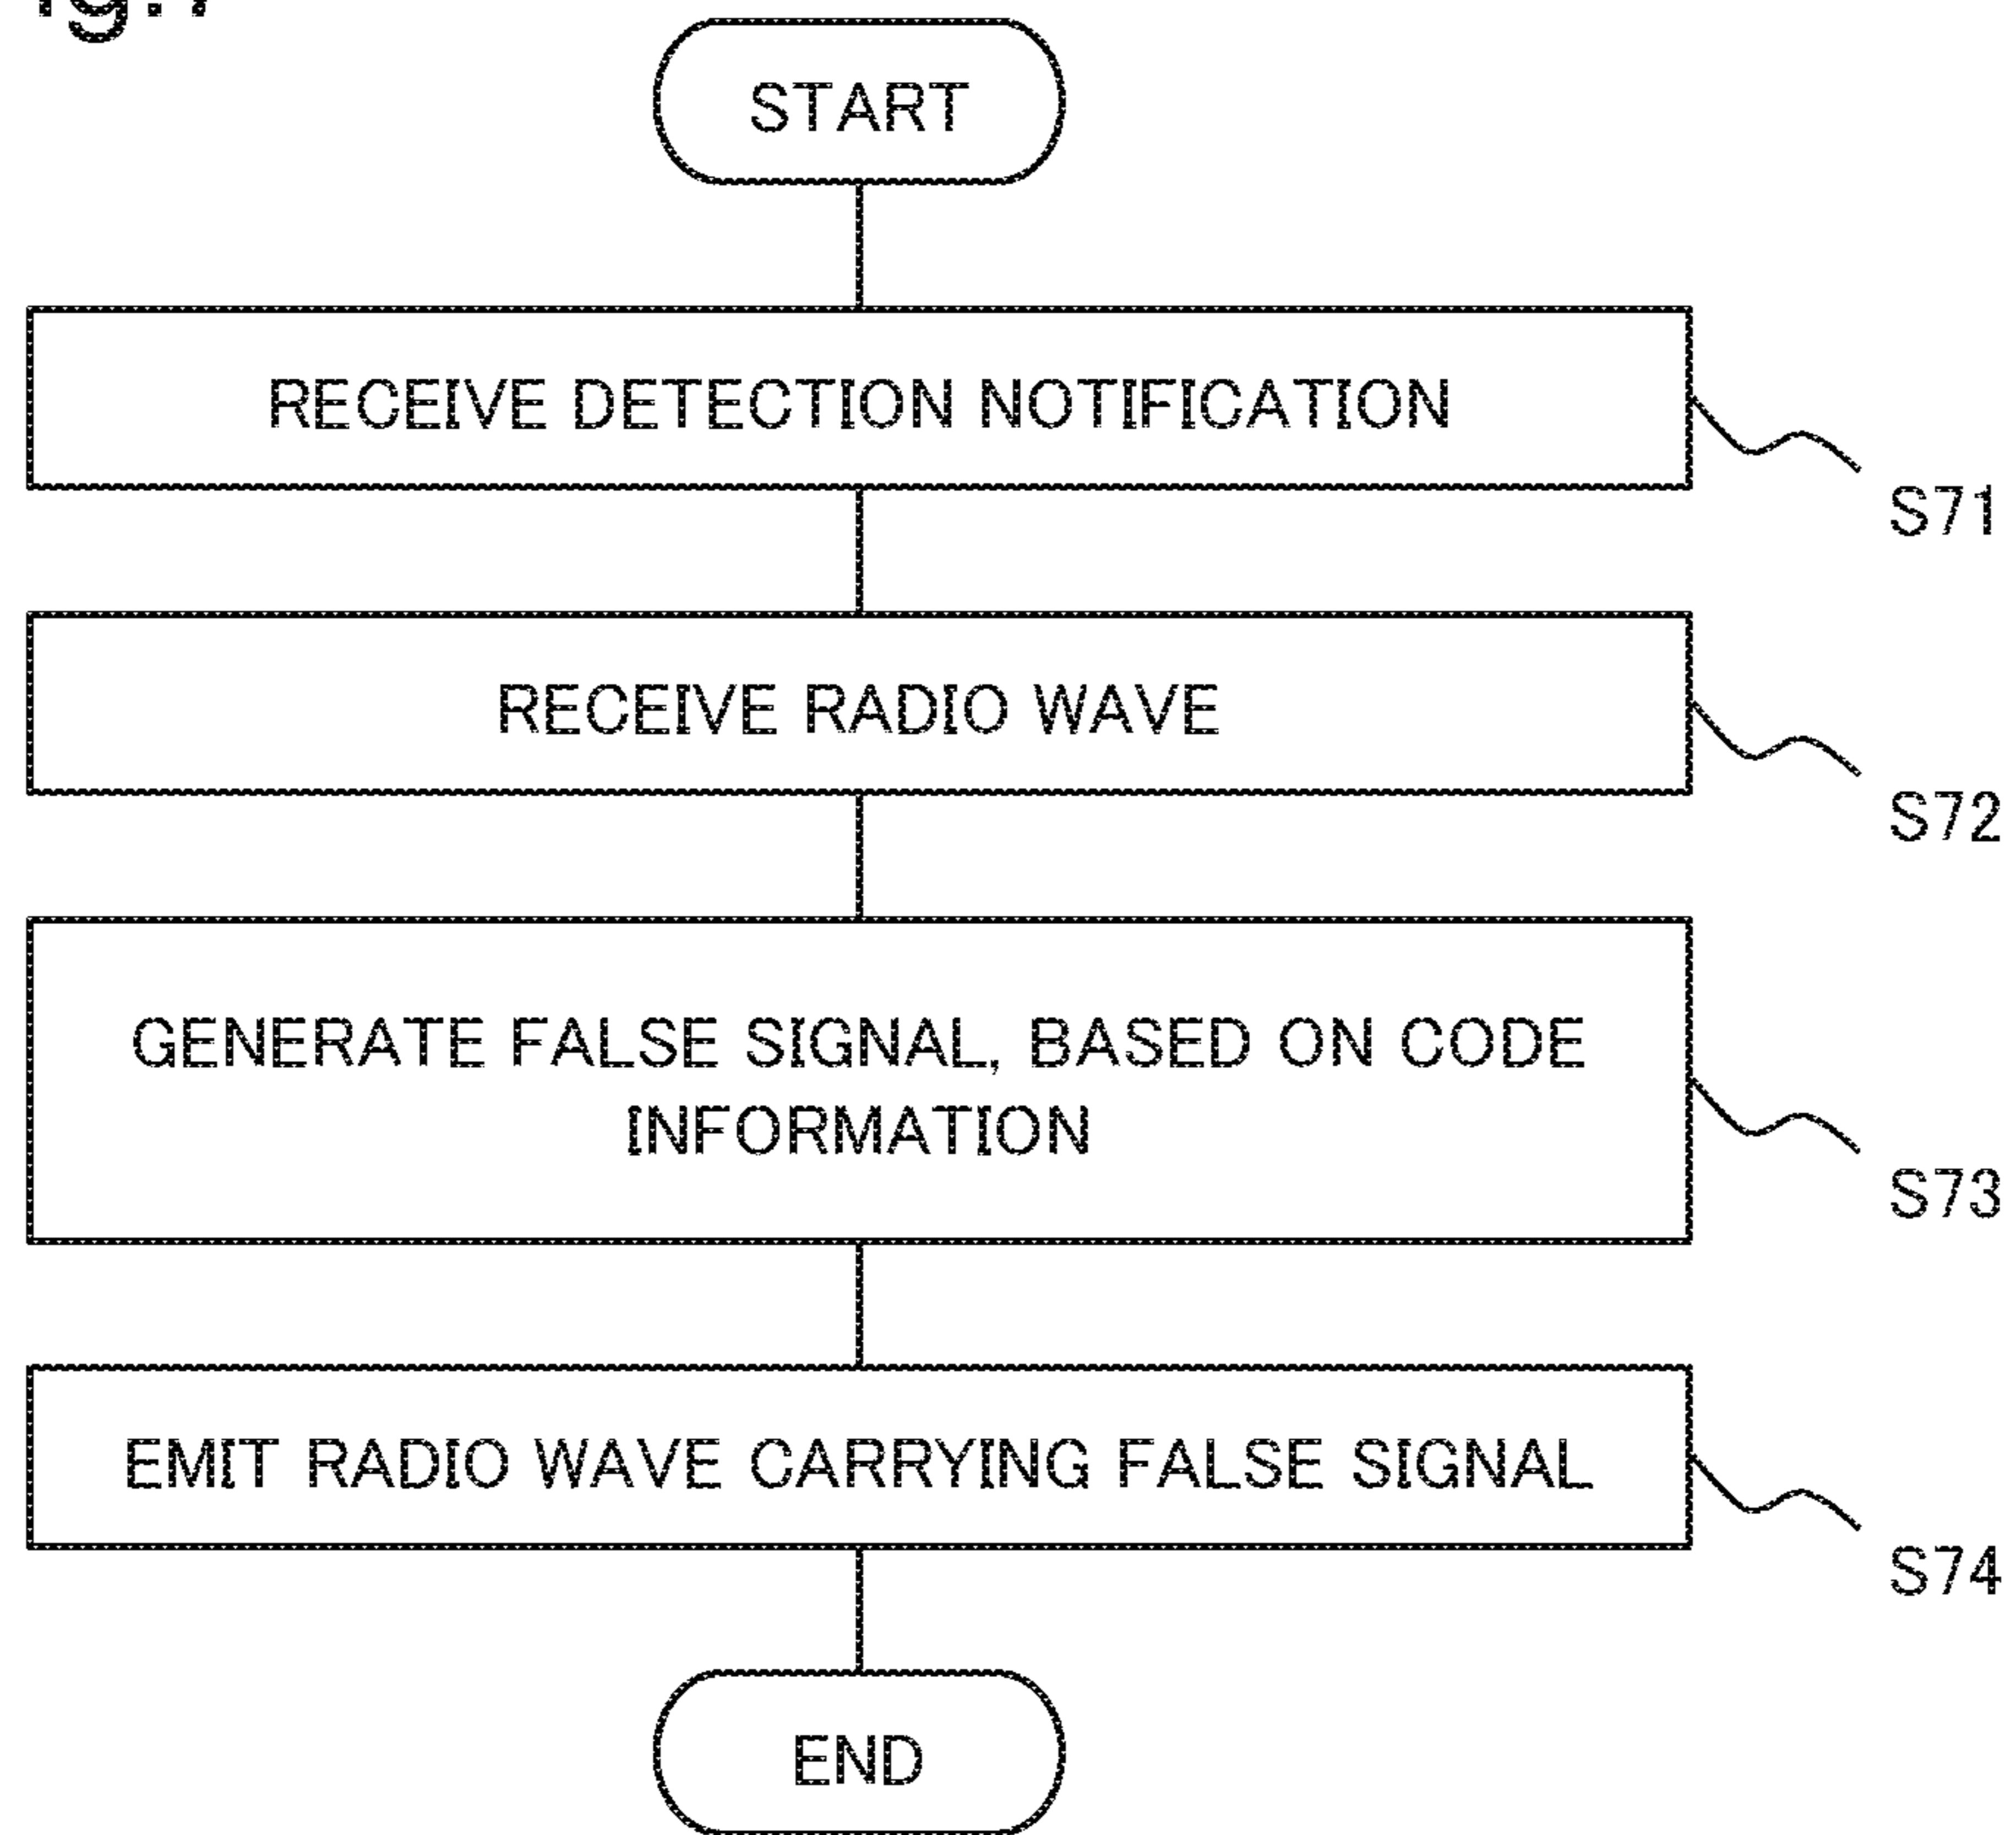 START
RECEIVE DETECTION NOTIFICATION
S71
RECEIVE RADIO WAVE
S72
GENERATE FALSE SIGNAL, BASED ON CODE
INFORMATION
S73
EMIT RADIO WAVE CARRYING FALSE SIGNAL
S74
END